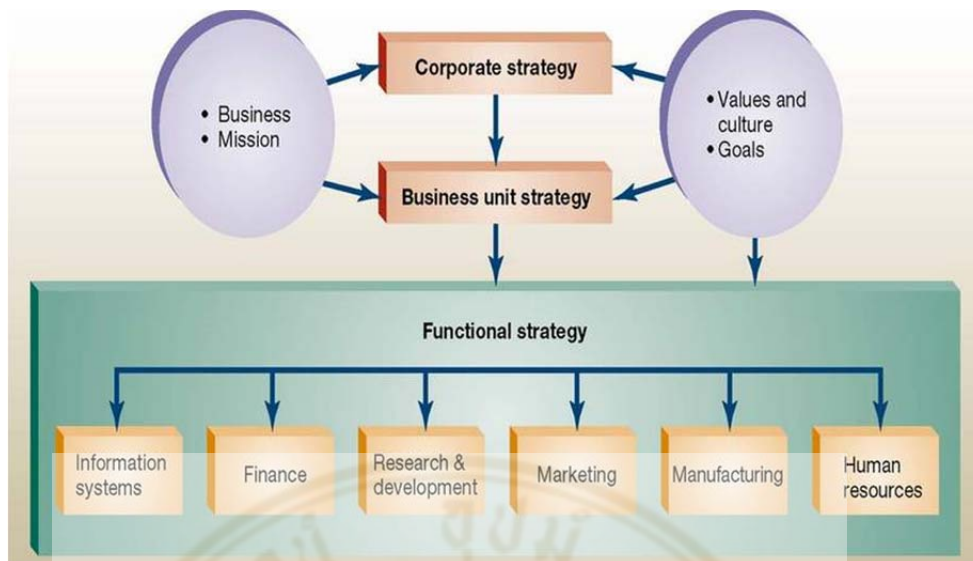 Corporate strategy
• Business
• Mission
• Values and
culture
• Goals
Business unit strategy
Functional strategy
Information
systems
Finance
Research &
development
Marketing
Manufacturing
Human
resources